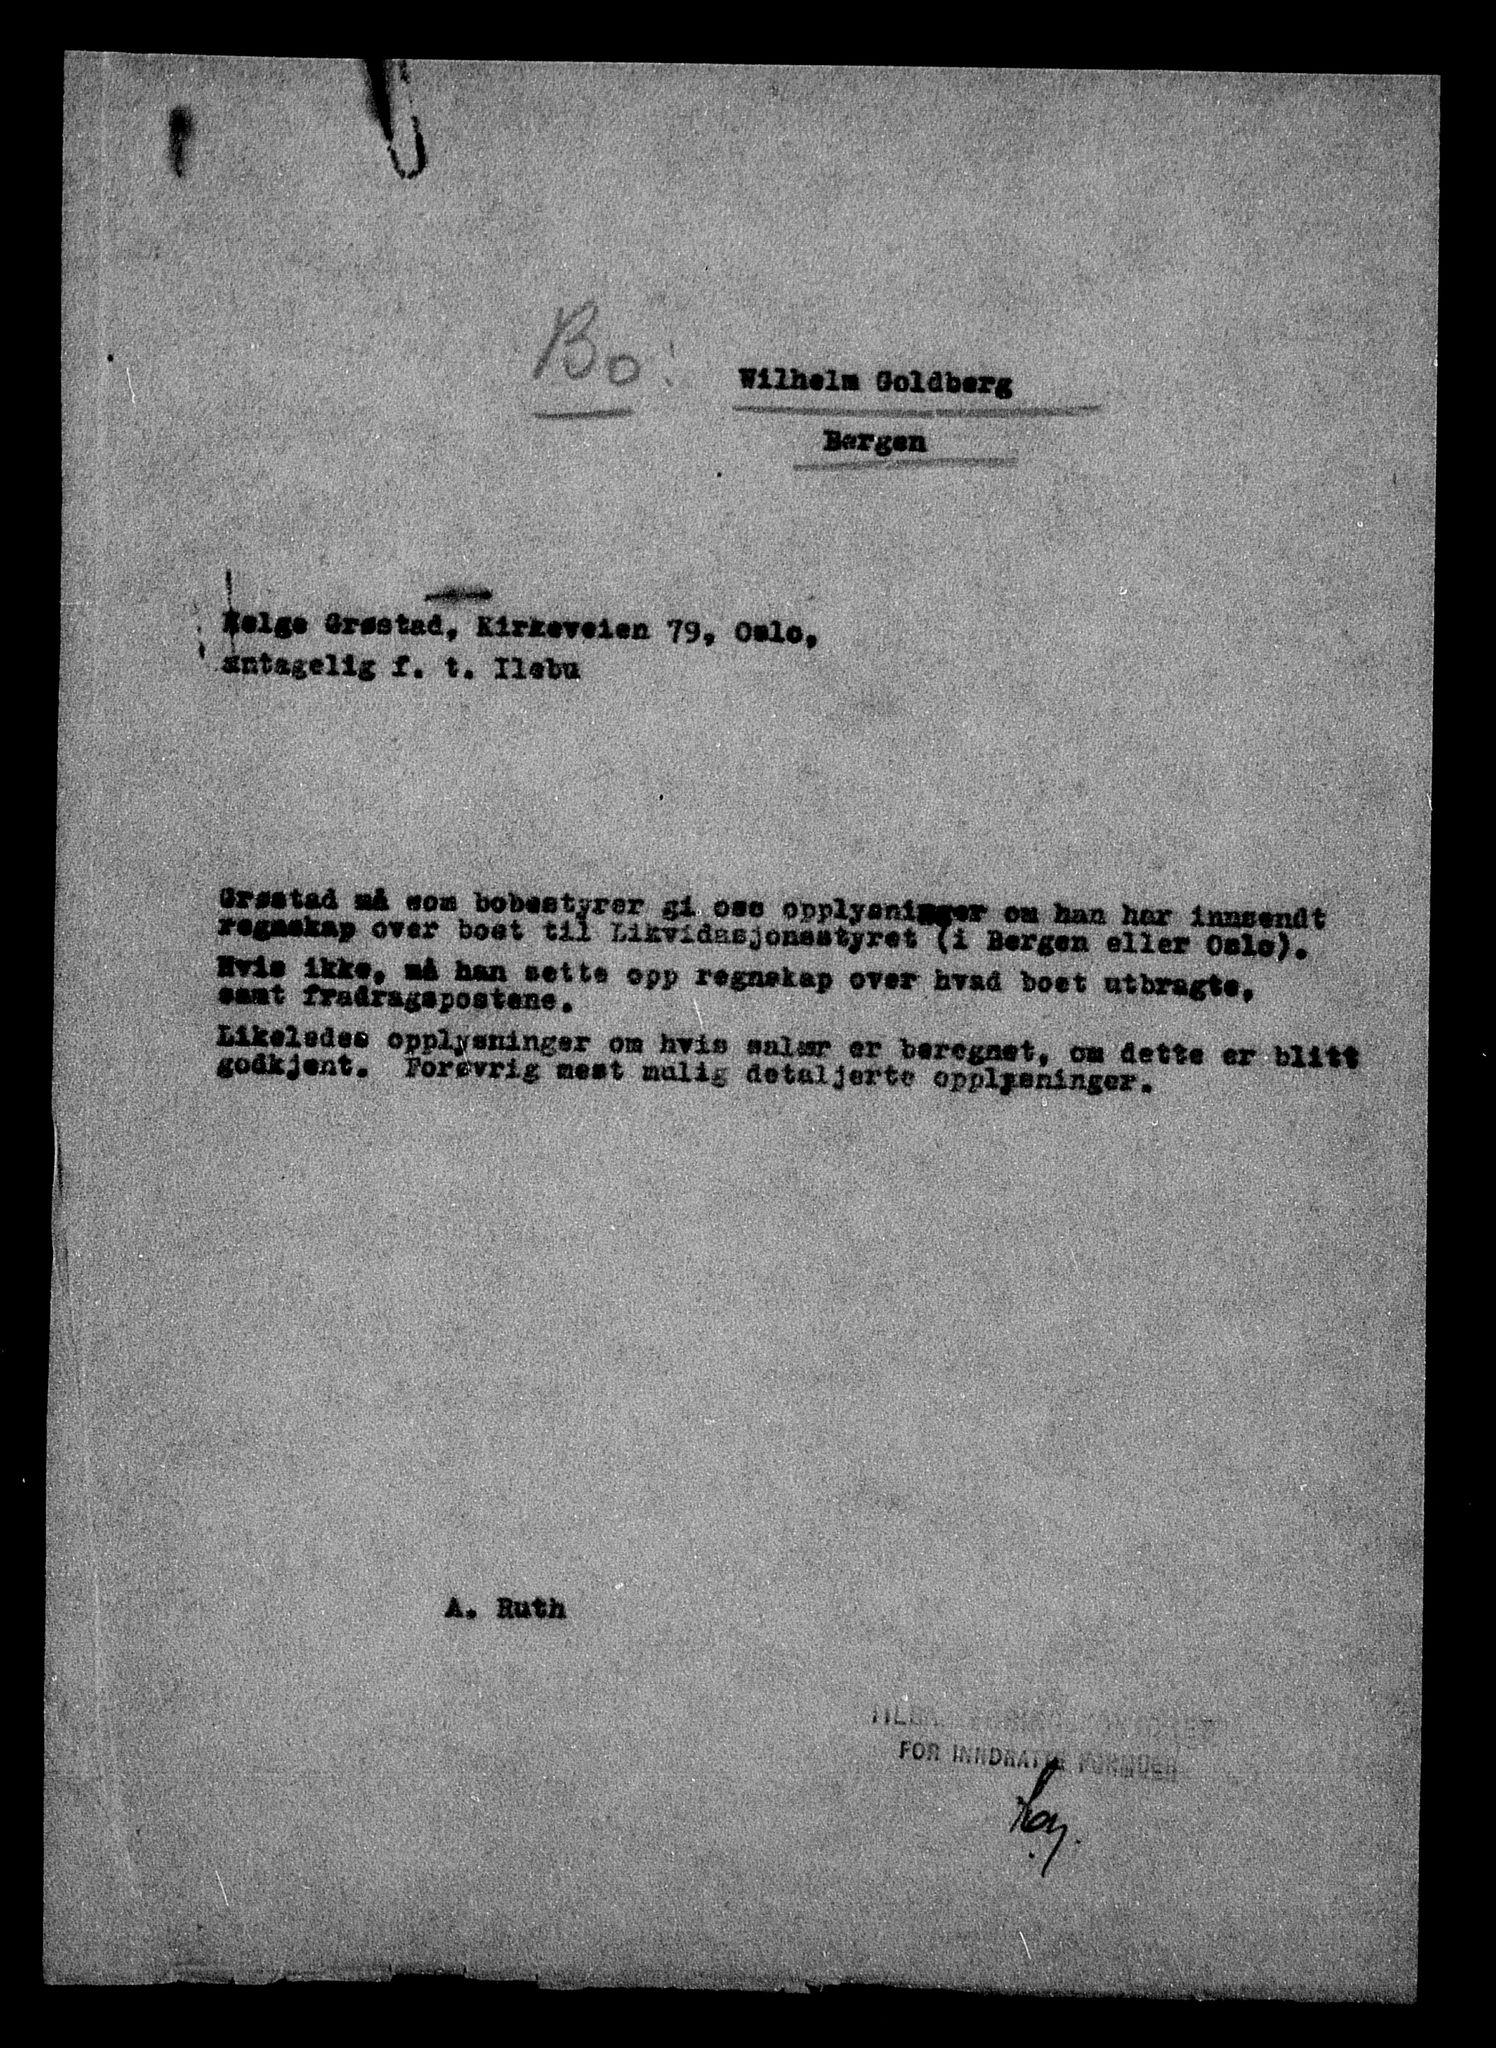 Bo:
Wilhelm Goldberg
Bergen
Helge Grøstad, Kirkeveien 79, Oslo,
antagelig f. t. Ilebu
Grøstad må som bobestyrer gi oss opplysninger om han har innsendt
regnskap over boet til Likvidasjonsstyret (i Bergen eller Oslo).
Hvis ikke, må han sette opp regnskap over hvad boet utbragte,
samt fradragspostene.
Likeledes opplysninger om hvis salær er beregnet, om dette er blitt
godkjent. Forøvrig mest mulig detaljerte opplysninger.
A. Ruth
FOR INNDRATTE FORMUER